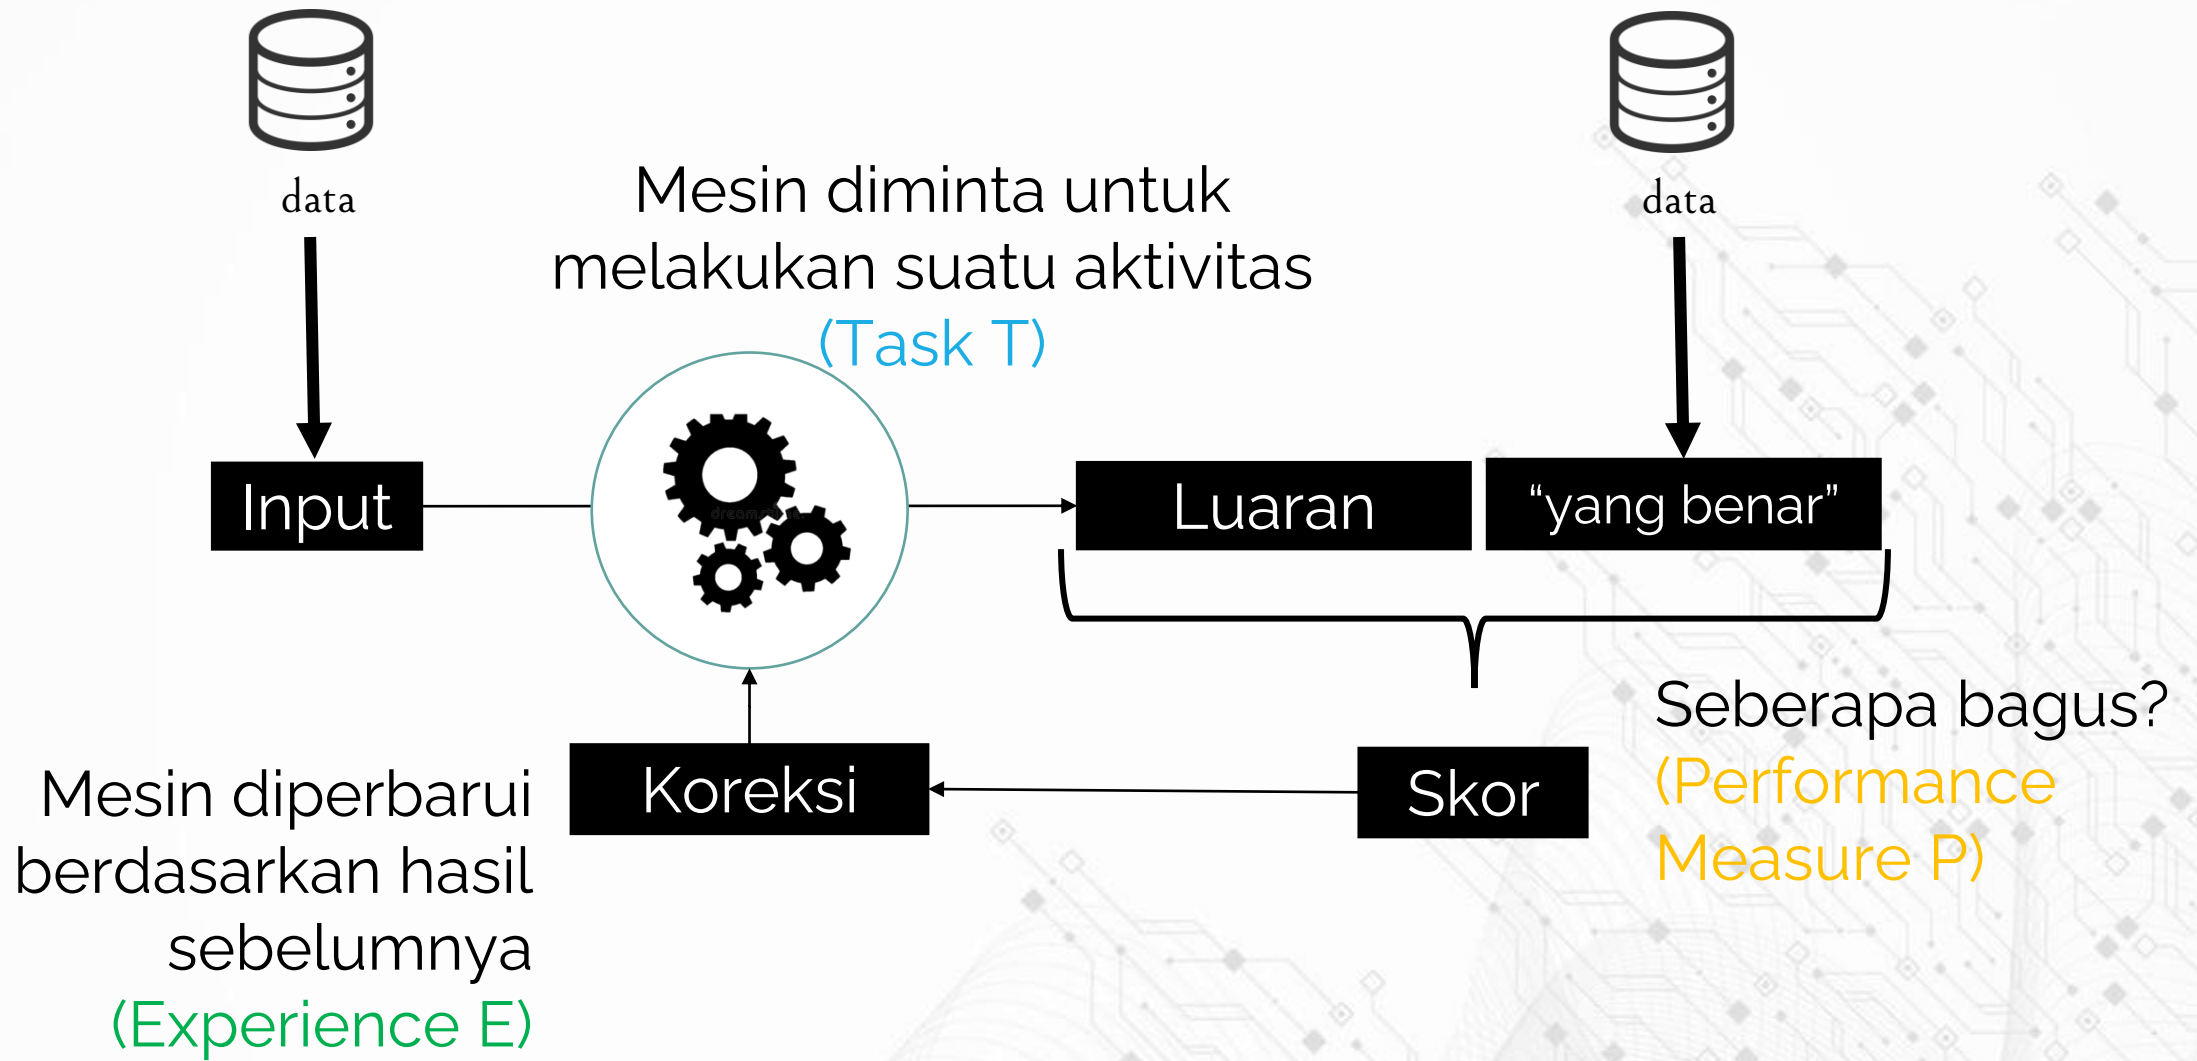 data
data
Mesin diminta untuk
melakukan suatu aktivitas
(Task T)
Input
Luaran
“yang benar”
Seberapa bagus?
(Performance
Measure P)
Skor
Koreksi
Mesin diperbarui
berdasarkan hasil
sebelumnya
(Experience E)